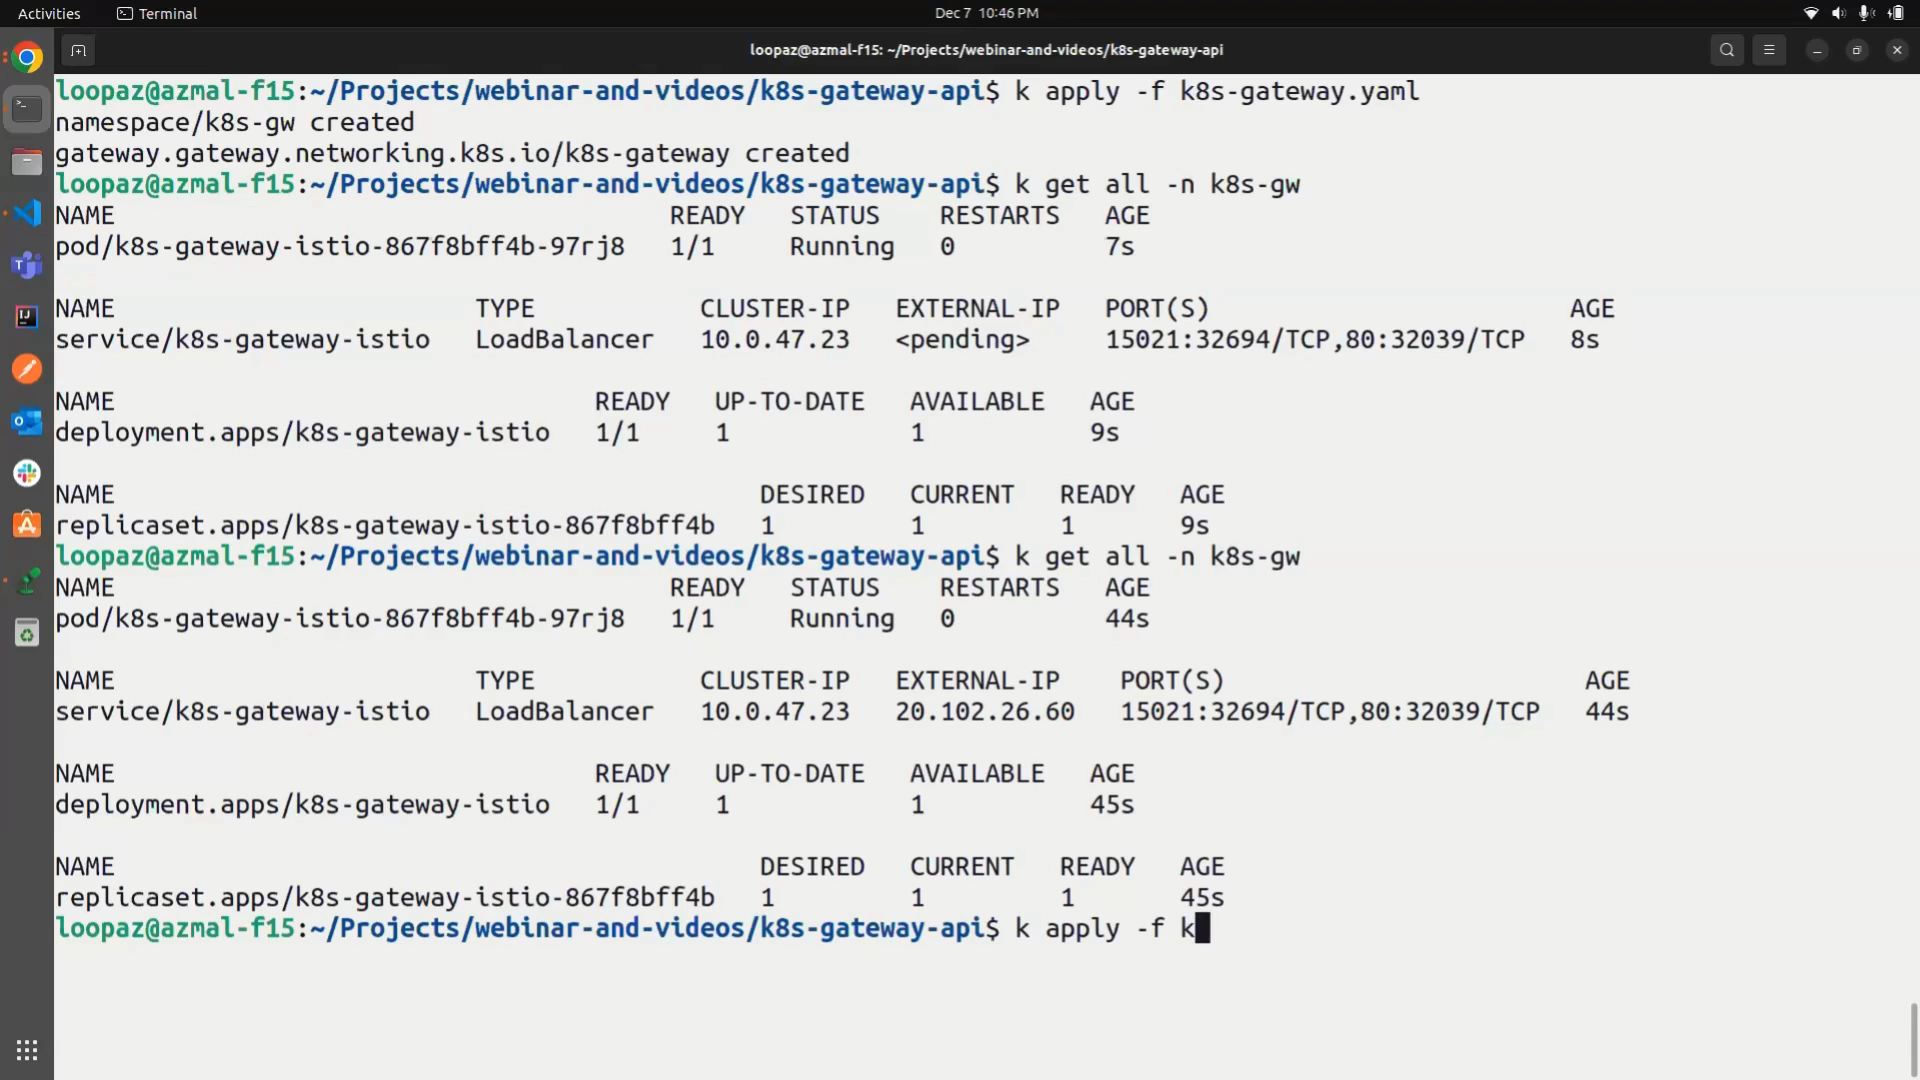 Activities Terminal Dec 7 10:46 PM
loopaz@azmal-f15: ~/Projects/webinar-and-videos/k8s-gateway-api
loopaz@azmal-f15:~/Projects/webinar-and-videos/k8s-gateway-api$ k apply -f k8s-gateway.yaml
namespace/k8s-gw created
gateway.gateway.networking.k8s.io/k8s-gateway created
loopaz@azmal-f15:~/Projects/webinar-and-videos/k8s-gateway-api$ k get all -n k8s-gw
NAME READY STATUS RESTARTS AGE
pod/k8s-gateway-istio-867f8bff4b-97rj8 1/1 Running 0 7s
NAME TYPE CLUSTER-IP EXTERNAL-IP PORT(S) AGE
service/k8s-gateway-istio LoadBalancer 10.0.47.23 <pending> 15021:32694/TCP,80:32039/TCP 8s
NAME READY UP-TO-DATE AVAILABLE AGE
deployment.apps/k8s-gateway-istio 1/1 1 1 9s
NAME DESIRED CURRENT READY AGE
replicaset.apps/k8s-gateway-istio-867f8bff4b 1 1 1 9s
loopaz@azmal-f15:~/Projects/webinar-and-videos/k8s-gateway-api$ k get all -n k8s-gw
NAME READY STATUS RESTARTS AGE
pod/k8s-gateway-istio-867f8bff4b-97rj8 1/1 Running 0 44s
NAME TYPE CLUSTER-IP EXTERNAL-IP PORT(S) AGE
service/k8s-gateway-istio LoadBalancer 10.0.47.23 20.102.26.60 15021:32694/TCP,80:32039/TCP 44s
NAME READY UP-TO-DATE AVAILABLE AGE
deployment.apps/k8s-gateway-istio 1/1 1 1 45s
NAME DESIRED CURRENT READY AGE
replicaset.apps/k8s-gateway-istio-867f8bff4b 1 1 1 45s
loopaz@azmal-f15:~/Projects/webinar-and-videos/k8s-gateway-api$ k apply -f k